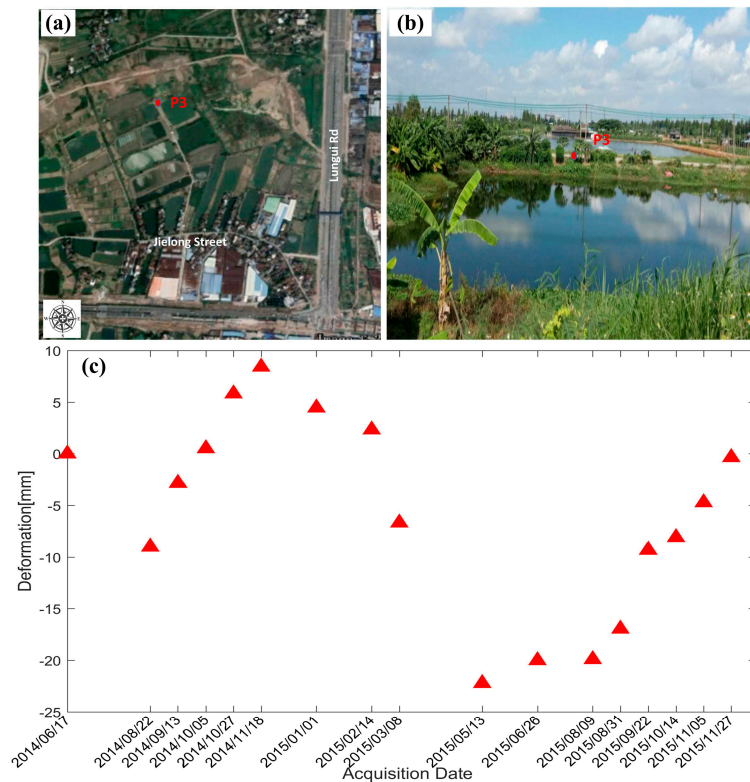 (a)
P3
Lungui Rd
Jielong Street
N
W
E
S
(b)
P3
(c)
10
5
0
-5
-10
-15
-20
-25
Deformation[mm]
2014/06/17
2014/08/22
2014/09/13
2014/10/05
2014/10/27
2014/11/18
2015/01/01
2015/02/14
2015/03/08
2015/05/13
2015/06/26
2015/08/09
2015/08/31
2015/09/22
2015/10/14
2015/11/05
2015/11/27
Acquisition Date